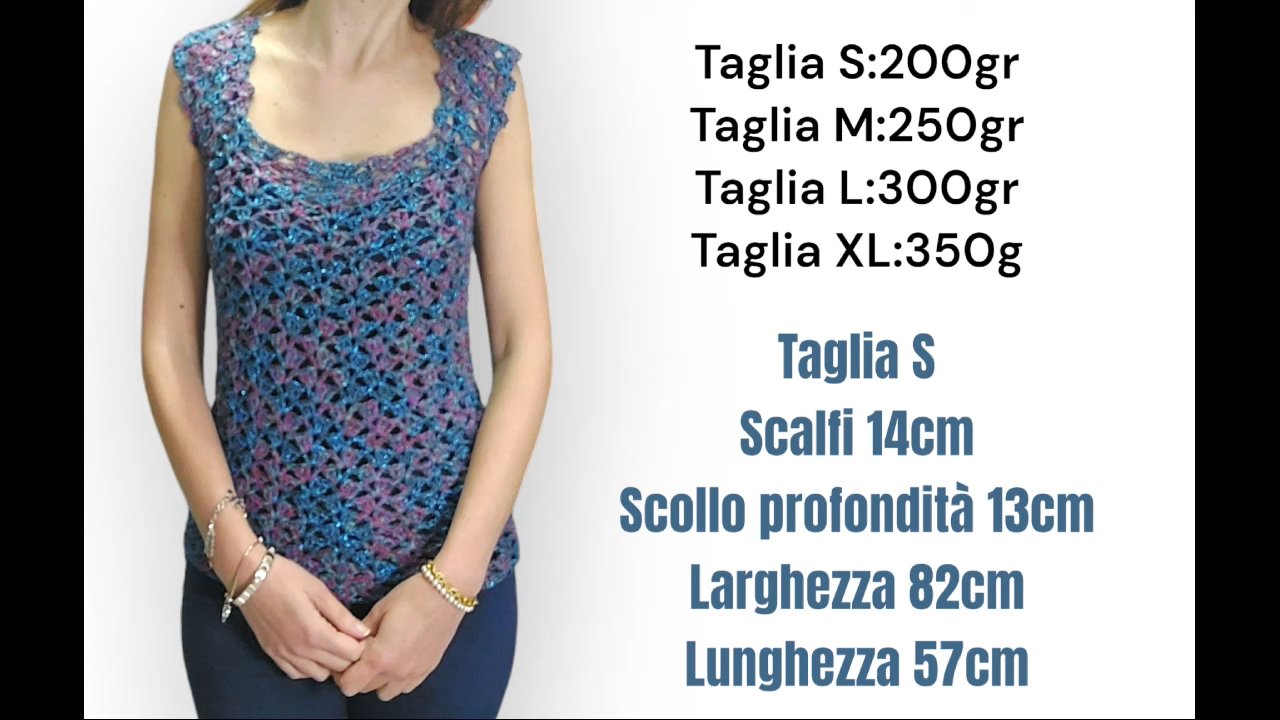 Taglia S:200gr
Taglia M:250gr
Taglia L:300gr
Taglia XL:350g
Taglia S
Scalfi 14cm
Scollo profondità 13cm
Larghezza 82cm
Lunghezza 57cm